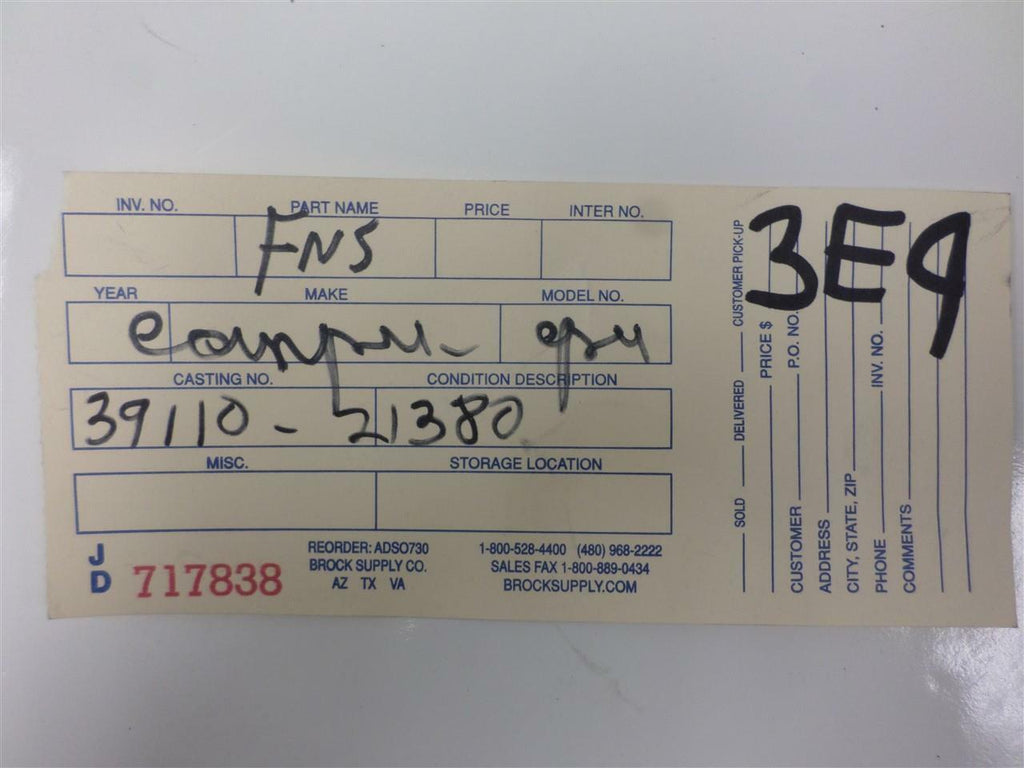 INV. NO. PART NAME PRICE INTER NO.
FNS
YEAR MAKE MODEL NO.
CASTING NO. CONDITION DESCRIPTION
39110 - 21380
MISC. STORAGE LOCATION
JD 717838
REORDER: ADSO730
BROCK SUPPLY CO.
AZ TX VA
1-800-528-4400 (480) 968-2222
SALES FAX 1-800-889-0434
BROCKSUPPLY.COM
3E9
SOLD DELIVERED CUSTOMER PICK-UP
PRICE $
CUSTOMER P.O. NO.
ADDRESS
CITY, STATE, ZIP
PHONE INV. NO.
COMMENTS